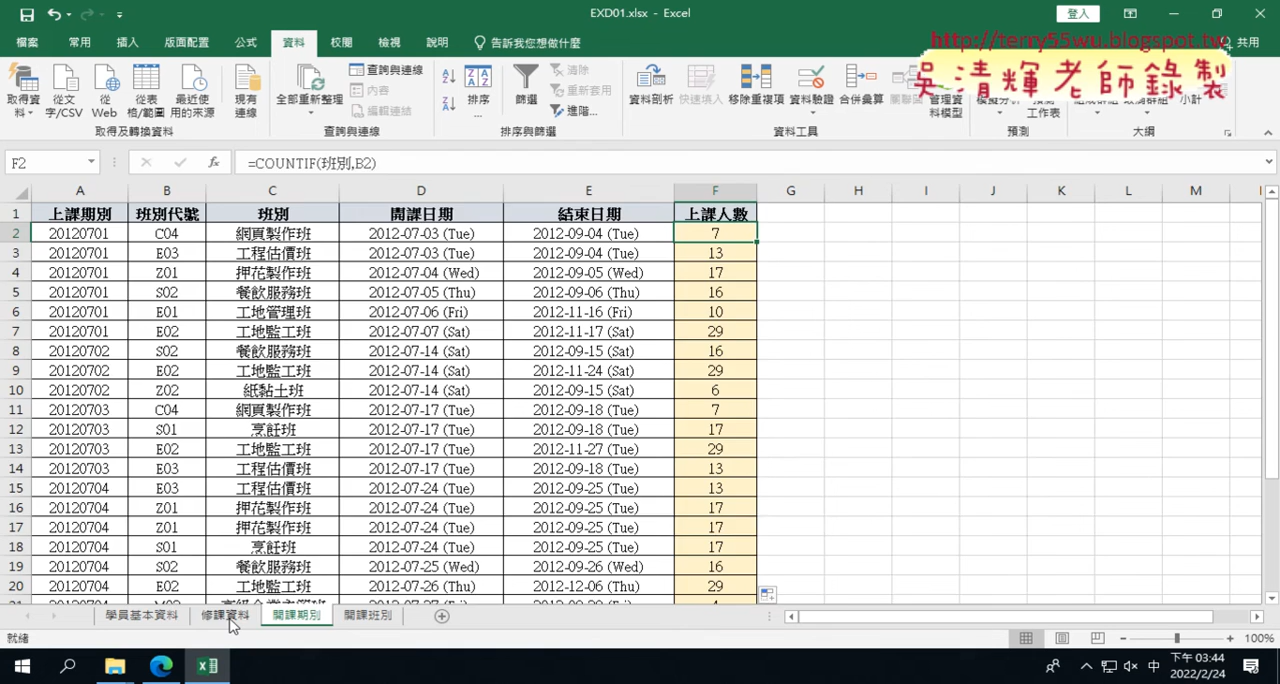 EXD01.xlsx - Excel
登入
檔案 常用 插入 版面配置 公式 資料 校閱 檢視 說明 告訴我您想做什麼 共用
http://terry55wu.blogspot.tw
吳清輝老師錄製
取得資料 從文字/CSV 從 Web 從表格/範圍 最近使用的來源 現有連線
取得及轉換資料
全部重新整理 查詢與連線 內容 編輯連結
查詢與連線
排序 篩選 清除 重新套用 進階...
排序與篩選
資料剖析 快速填入 移除重複項 資料驗證 合併彙算 管理資料模型
資料工具
工作表
預測
小計
大綱
F2 fx =COUNTIF(班別,B2)
A B C D E F G H I J K L M
1 上課期別 班別代號 班別 開課日期 結束日期 上課人數
2 20120701 C04 網頁製作班 2012-07-03 (Tue) 2012-09-04 (Tue) 7
3 20120701 E03 工程估價班 2012-07-03 (Tue) 2012-09-04 (Tue) 13
4 20120701 Z01 押花製作班 2012-07-04 (Wed) 2012-09-05 (Wed) 17
5 20120701 S02 餐飲服務班 2012-07-05 (Thu) 2012-09-06 (Thu) 16
6 20120701 E01 工地管理班 2012-07-06 (Fri) 2012-11-16 (Fri) 10
7 20120701 E02 工地監工班 2012-07-07 (Sat) 2012-11-17 (Sat) 29
8 20120702 S02 餐飲服務班 2012-07-14 (Sat) 2012-09-15 (Sat) 16
9 20120702 E02 工地監工班 2012-07-14 (Sat) 2012-11-24 (Sat) 29
10 20120702 Z02 紙黏土班 2012-07-14 (Sat) 2012-09-15 (Sat) 6
11 20120703 C04 網頁製作班 2012-07-17 (Tue) 2012-09-18 (Tue) 7
12 20120703 S01 烹飪班 2012-07-17 (Tue) 2012-09-18 (Tue) 17
13 20120703 E02 工地監工班 2012-07-17 (Tue) 2012-11-27 (Tue) 29
14 20120703 E03 工程估價班 2012-07-17 (Tue) 2012-09-18 (Tue) 13
15 20120704 E03 工程估價班 2012-07-24 (Tue) 2012-09-25 (Tue) 13
16 20120704 Z01 押花製作班 2012-07-24 (Tue) 2012-09-25 (Tue) 17
17 20120704 Z01 押花製作班 2012-07-24 (Tue) 2012-09-25 (Tue) 17
18 20120704 S01 烹飪班 2012-07-24 (Tue) 2012-09-25 (Tue) 17
19 20120704 S02 餐飲服務班 2012-07-25 (Wed) 2012-09-26 (Wed) 16
20 20120704 E02 工地監工班 2012-07-26 (Thu) 2012-12-06 (Thu) 29
學員基本資料 修課資料 開課期別 開課班別
就緒 100%
中 下午 03:44
2022/2/24